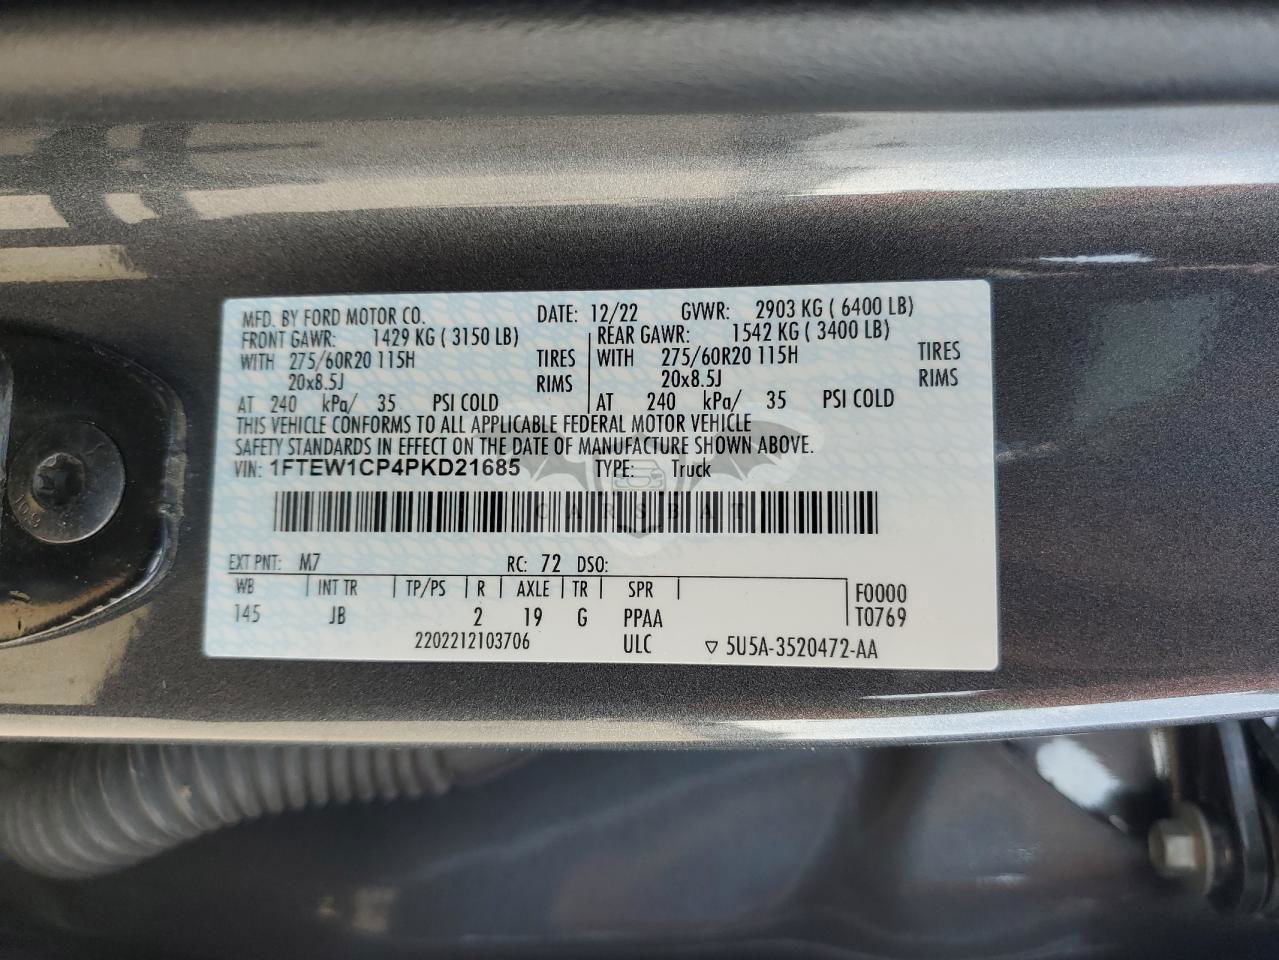 MFD. BY FORD MOTOR CO. DATE: 12/22 GVWR: 2903 KG ( 6400 LB)
FRONT GAWR: 1429 KG ( 3150 LB) REAR GAWR: 1542 KG ( 3400 LB)
WITH 275/60R20 115H TIRES WITH 275/60R20 115H TIRES
20x8.5J RIMS 20x8.5J RIMS
AT 240 kPa/ 35 PSI COLD AT 240 kPa/ 35 PSI COLD
THIS VEHICLE CONFORMS TO ALL APPLICABLE FEDERAL MOTOR VEHICLE
SAFETY STANDARDS IN EFFECT ON THE DATE OF MANUFACTURE SHOWN ABOVE.
VIN: 1FTEW1CP4PKD21685 TYPE: Truck
CARSBAT
EXT PNT: M7 RC: 72 DSO:
WB INT TR TP/PS R AXLE TR SPR F0000
145 JB 2 19 G PPAA T0769
2202212103706 ULC ▽ 5U5A-3520472-AA
10.9